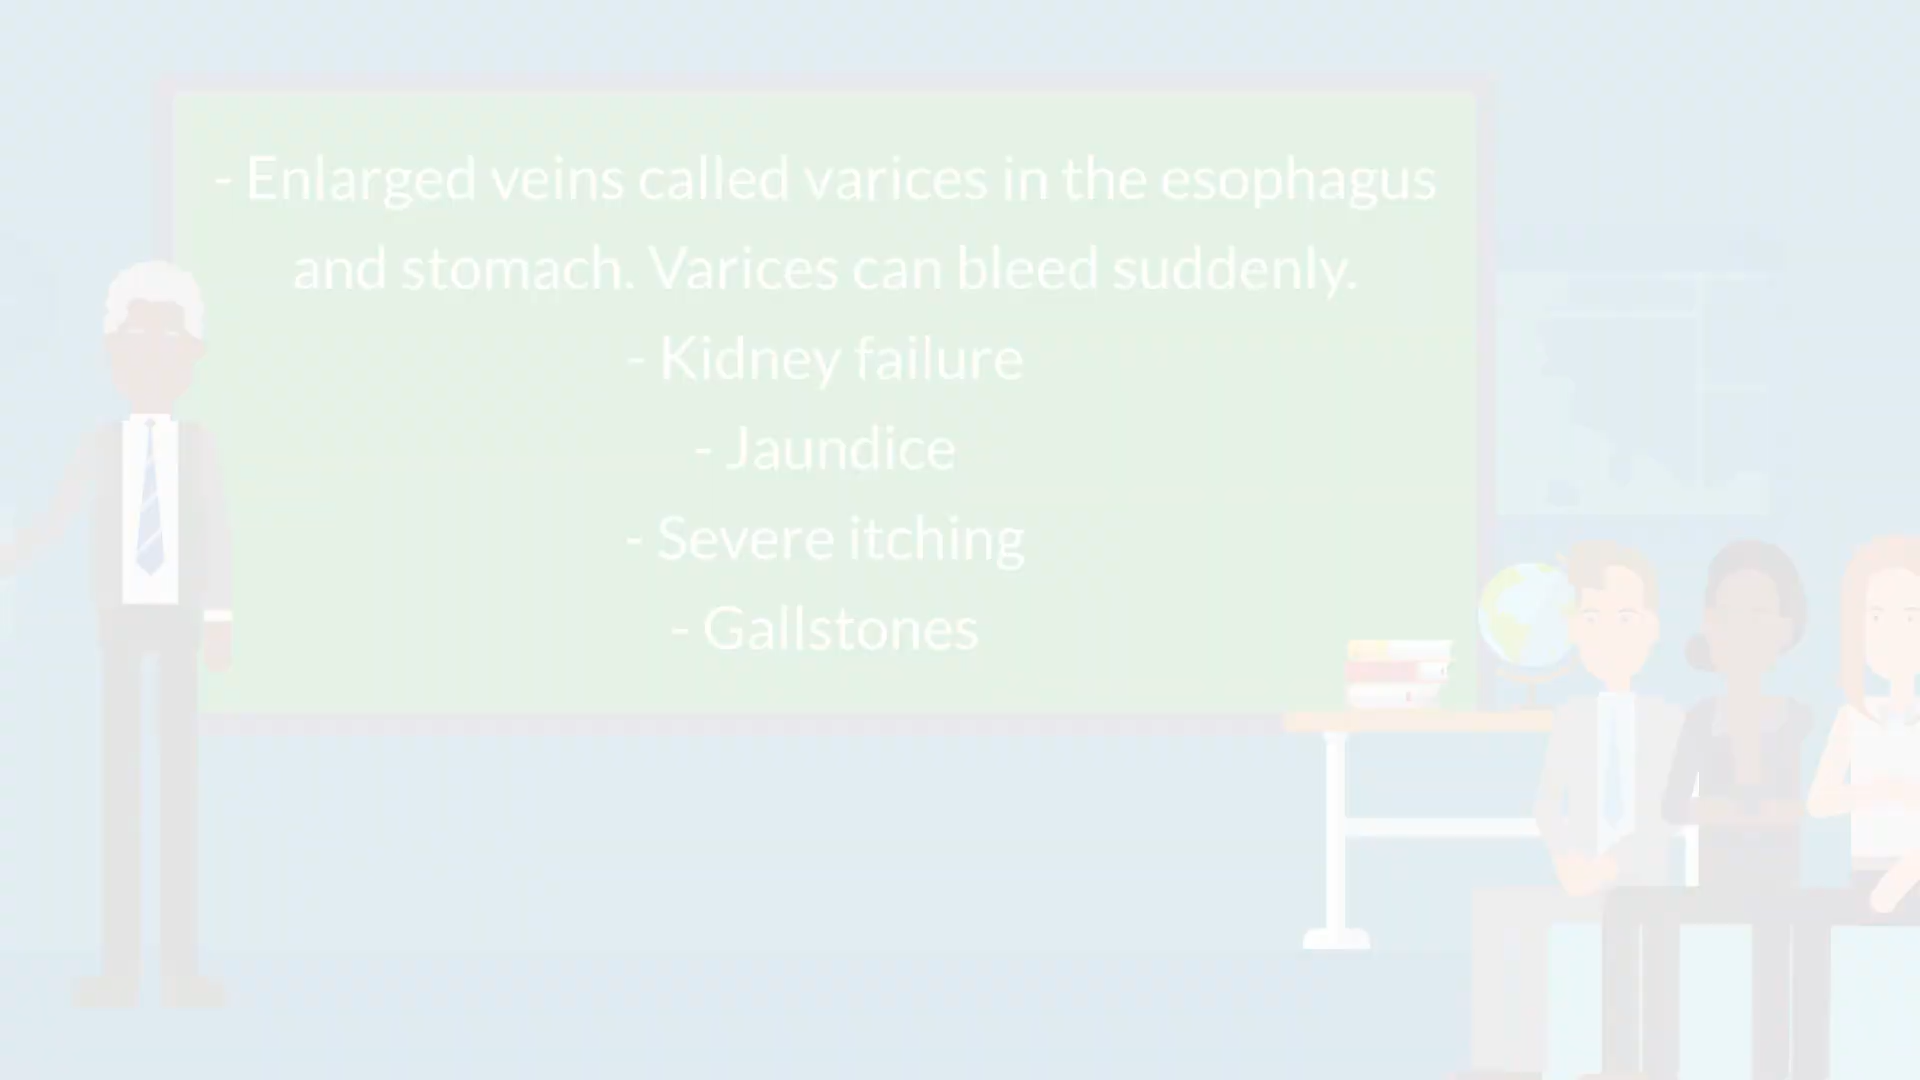 - Enlarged veins called varices in the esophagus
and stomach. Varices can bleed suddenly.
- Kidney failure
- Jaundice
- Severe itching
- Gallstones